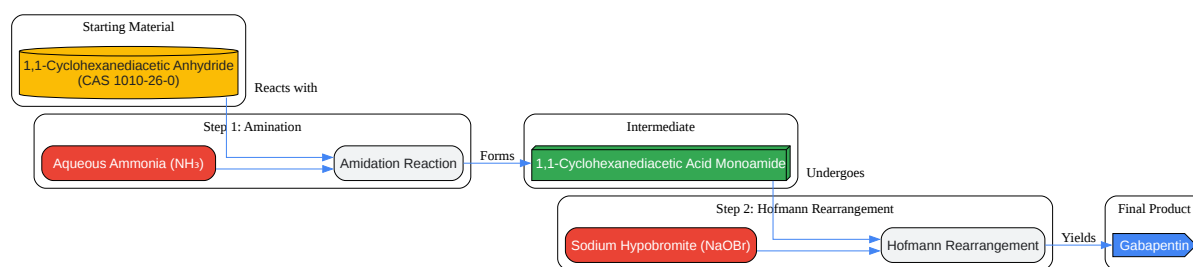 Starting Material
1,1-Cyclohexanediacetic Anhydride
(CAS 1010-26-0)
Reacts with
Step 1: Amination
Aqueous Ammonia (NH₃)
Amidation Reaction
Forms
Intermediate
1,1-Cyclohexanediacetic Acid Monoamide
Undergoes
Step 2: Hofmann Rearrangement
Sodium Hypobromite (NaOBr)
Hofmann Rearrangement
Yields
Final Product
Gabapentin